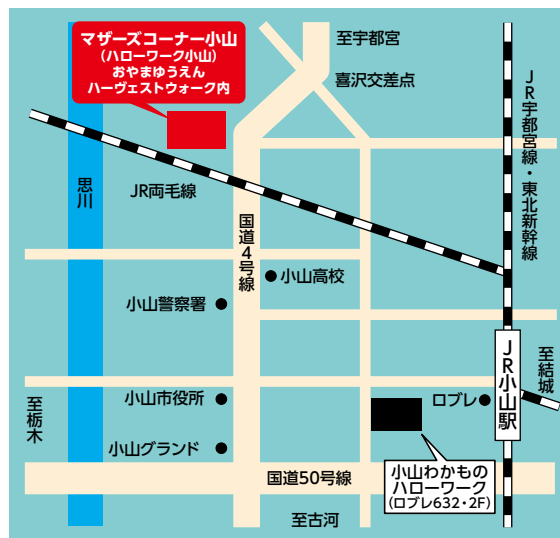 マザーズコーナー小山
(ハローワーク小山)
おやまゆうえん
ハーヴェストウォーク内
至宇都宮
喜沢交差点
JR宇都宮線・東北新幹線
思川
JR両毛線
国道4号線
小山高校
小山警察署
JR小山駅
至結城
至栃木
小山市役所
ロブレ
小山グランド
小山わかもの
ハローワーク
(ロブレ632・2F)
国道50号線
至古河